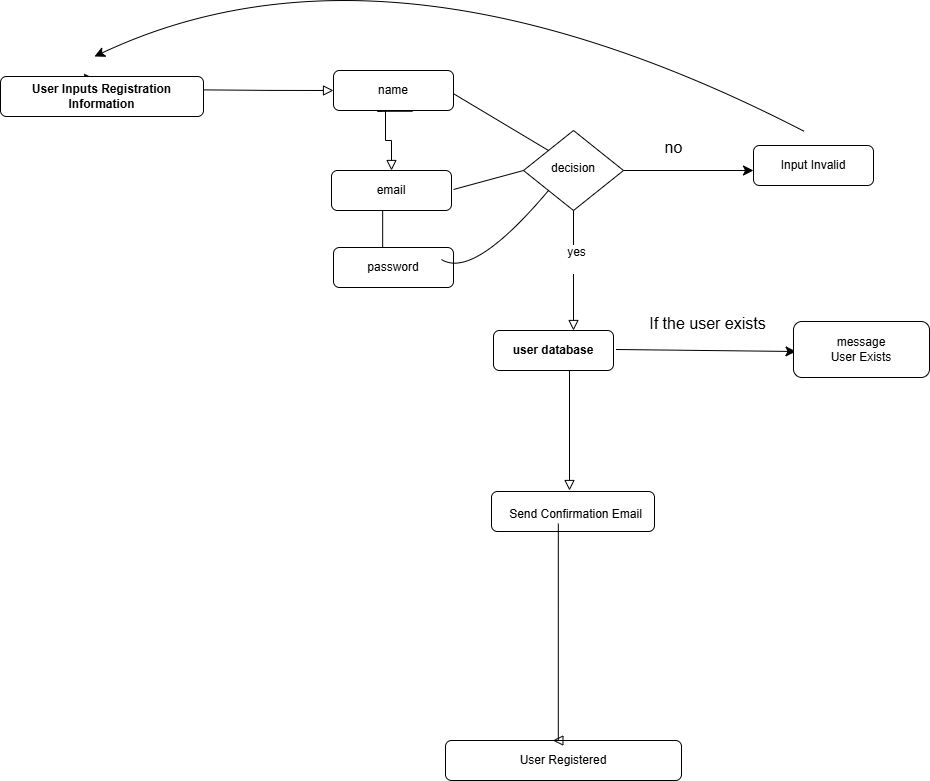 User Inputs Registration
Information
name
email
password
decision
no
Input Invalid
yes
user database
If the user exists
message
User Exists
Send Confirmation Email
User Registered